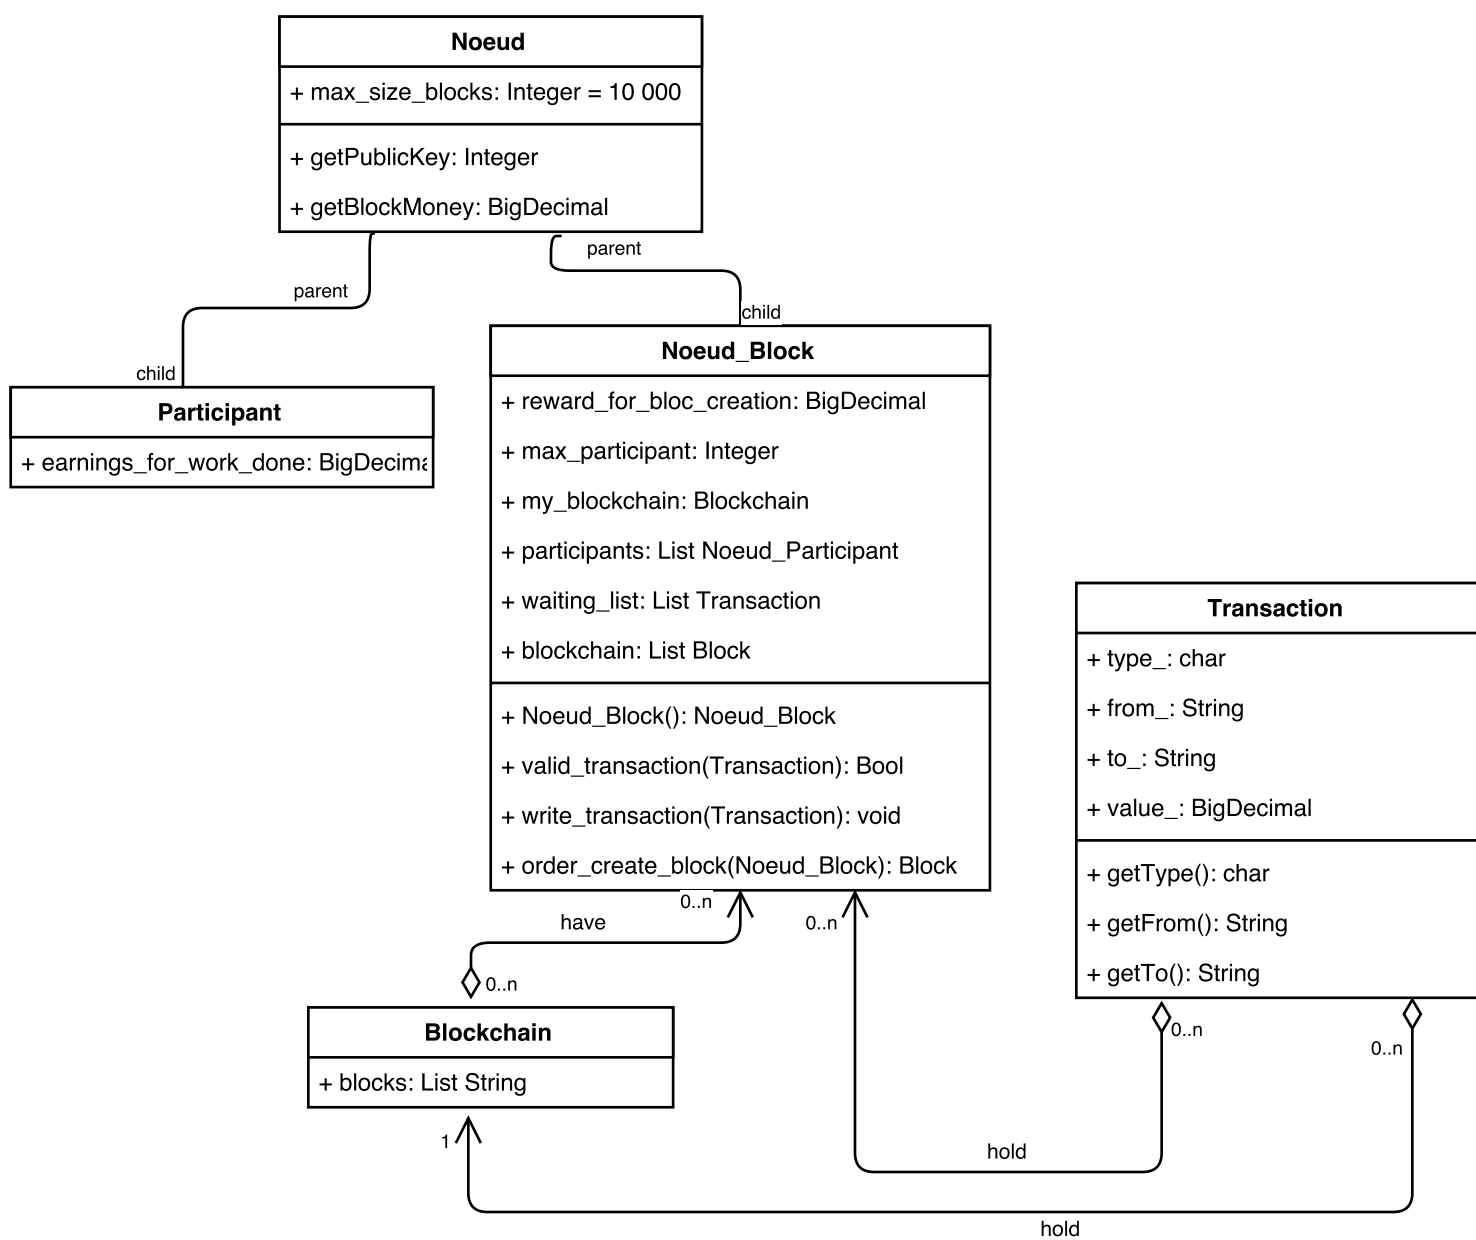 Noeud
+ max_size_blocks: Integer = 10 000
+ getPublicKey: Integer
+ getBlockMoney: BigDecimal
parent
parent
child
child
Participant
+ earnings_for_work_done: BigDecima
Noeud_Block
+ reward_for_bloc_creation: BigDecimal
+ max_participant: Integer
+ my_blockchain: Blockchain
+ participants: List Noeud_Participant
+ waiting_list: List Transaction
+ blockchain: List Block
+ Noeud_Block(): Noeud_Block
+ valid_transaction(Transaction): Bool
+ write_transaction(Transaction): void
+ order_create_block(Noeud_Block): Block
Transaction
+ type_: char
+ from_: String
+ to_: String
+ value_: BigDecimal
+ getType(): char
+ getFrom(): String
+ getTo(): String
0..n
have
0..n
0..n
Blockchain
+ blocks: List String
0..n
0..n
1
hold
hold